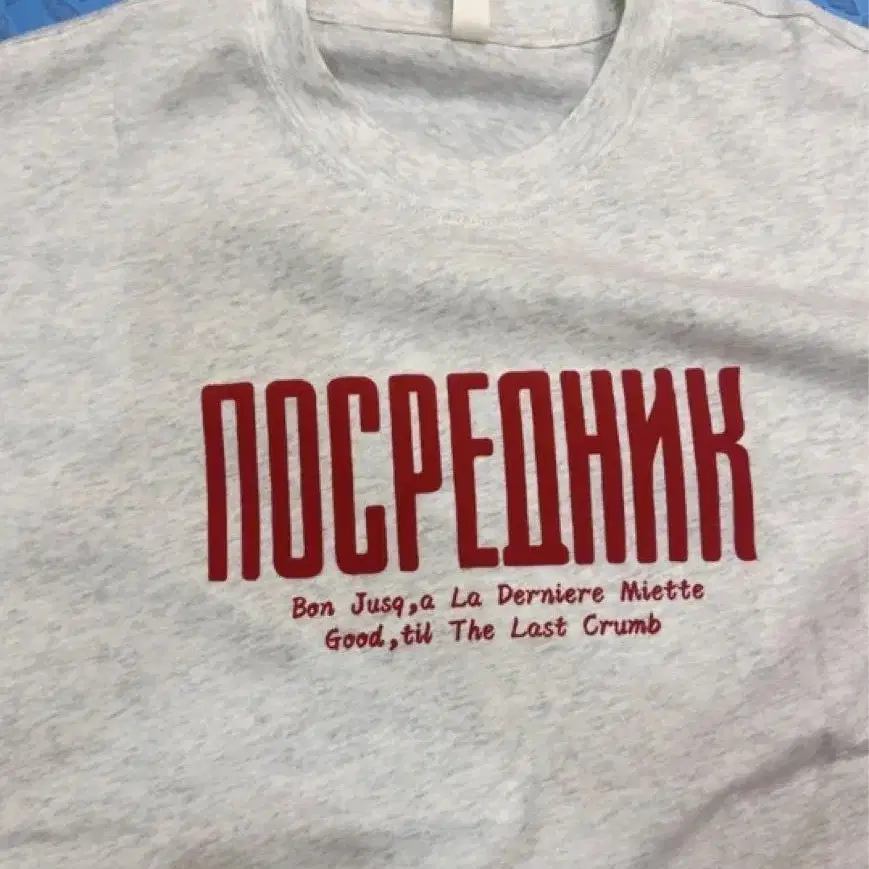 ПОСРЕДНИК
Bon Jusq,a La Derniere Miette
Good,til The Last Crumb